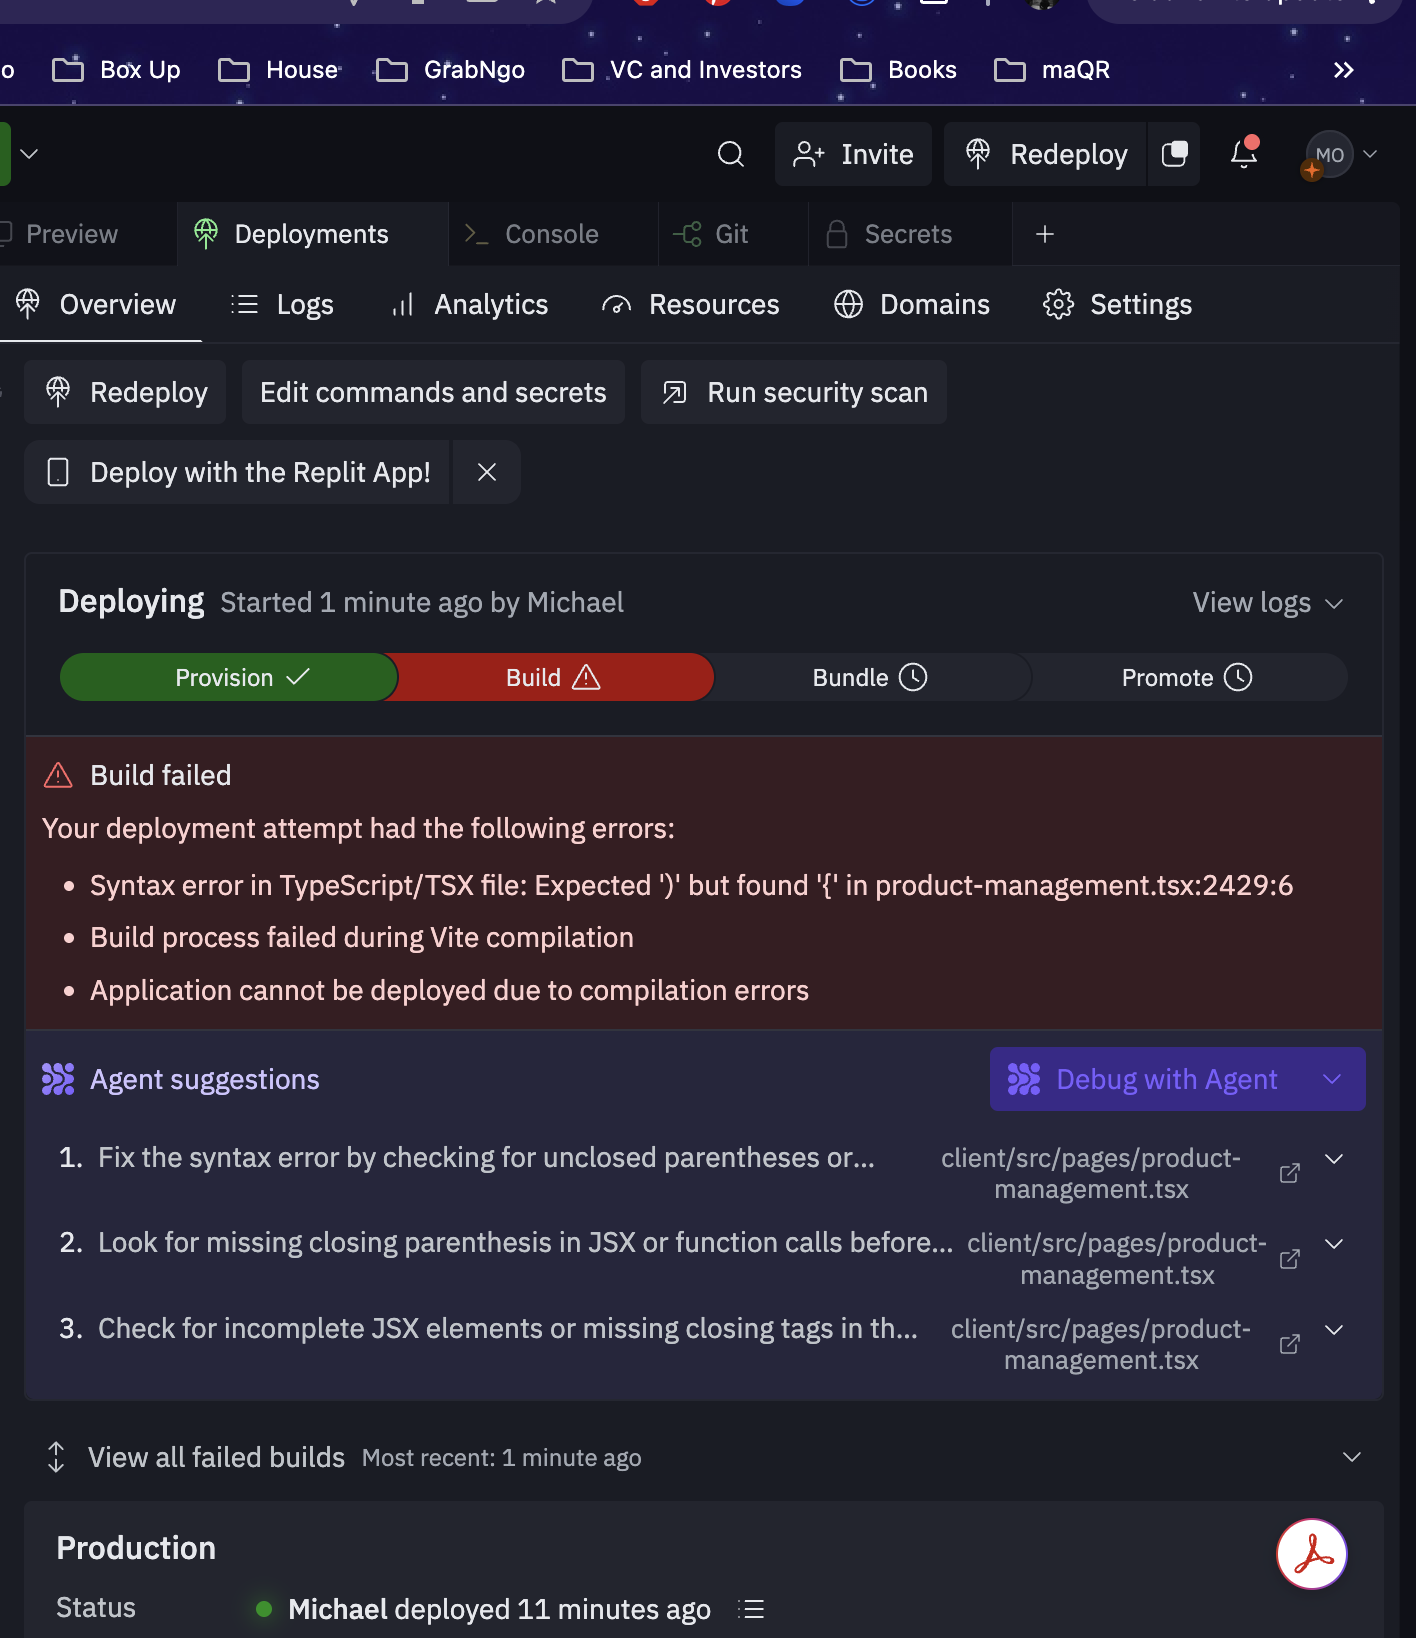 o
Box Up
House
GrabNgo
VC and Investors
Books
maQR
Invite
Redeploy
MO
Preview
Deployments
Console
Git
Secrets
Overview
Logs
Analytics
Resources
Domains
Settings
Redeploy
Edit commands and secrets
Run security scan
Deploy with the Replit App!
Deploying Started 1 minute ago by Michael
View logs
Provision
Build
Bundle
Promote
Build failed
Your deployment attempt had the following errors:
• Syntax error in TypeScript/TSX file: Expected ')' but found '{' in product-management.tsx:2429:6
• Build process failed during Vite compilation
• Application cannot be deployed due to compilation errors
Agent suggestions
Debug with Agent
1. Fix the syntax error by checking for unclosed parentheses or...
client/src/pages/product-
management.tsx
2. Look for missing closing parenthesis in JSX or function calls before...
client/src/pages/product-
management.tsx
3. Check for incomplete JSX elements or missing closing tags in th...
client/src/pages/product-
management.tsx
View all failed builds Most recent: 1 minute ago
Production
Status
Michael deployed 11 minutes ago